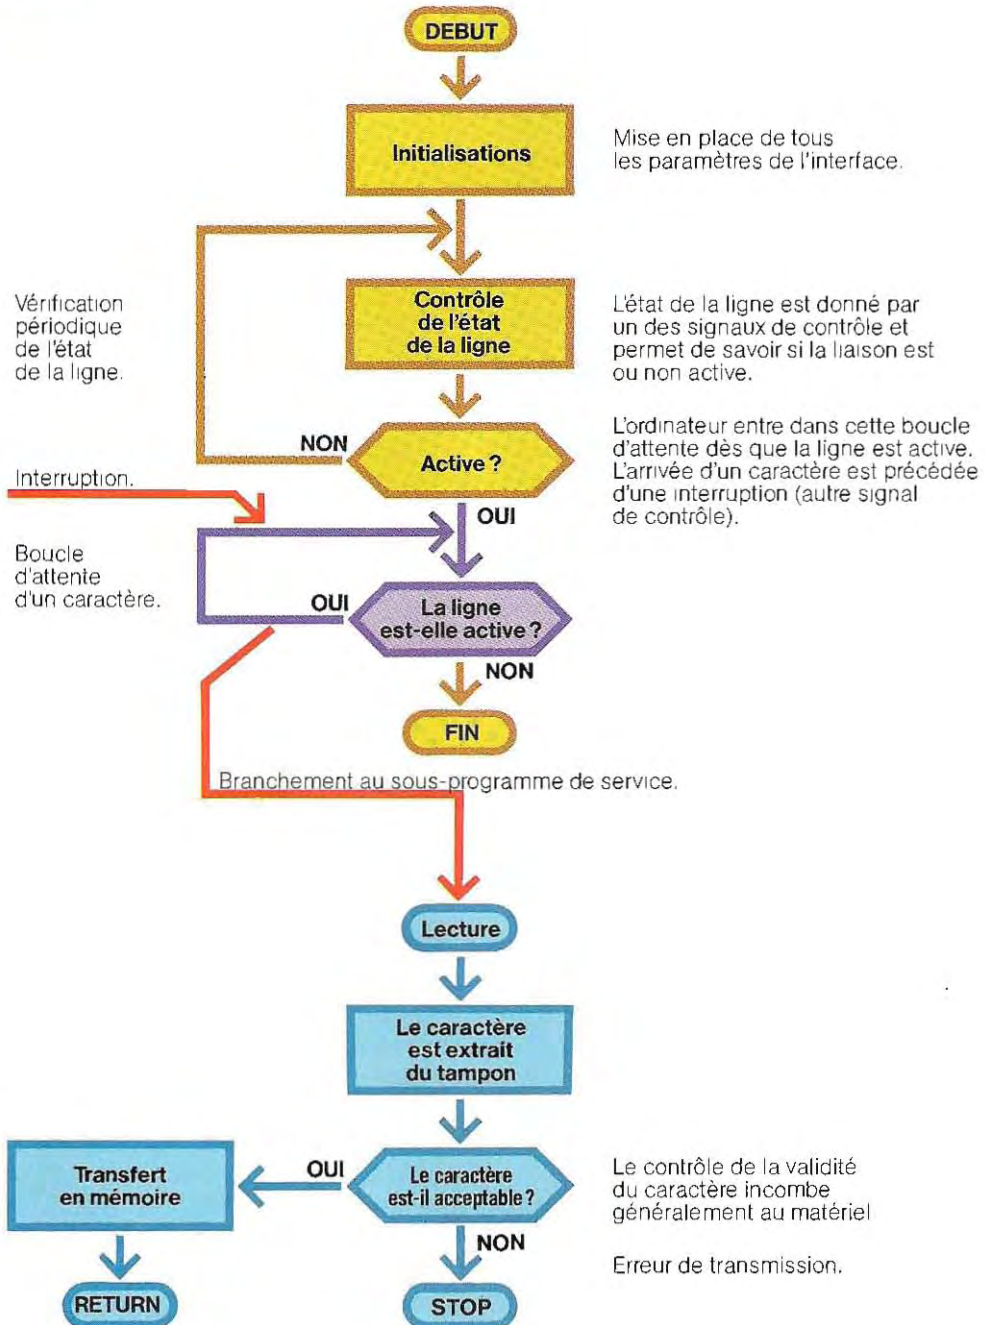 DEBUT
Initialisations
Mise en place de tous
les paramètres de l'interface.
Vérification
périodique
de l'état
de la ligne.
Contrôle
de l'état
de la ligne
L'état de la ligne est donné par
un des signaux de contrôle et
permet de savoir si la liaison est
ou non active.
NON
Active ?
L'ordinateur entre dans cette boucle
d'attente dès que la ligne est active.
L'arrivée d'un caractère est précédée
d'une interruption (autre signal
de contrôle).
Interruption.
OUI
Boucle
d'attente
d'un caractère.
OUI
La ligne
est-elle active ?
NON
FIN
Branchement au sous-programme de service.
Lecture
Le caractère
est extrait
du tampon
Transfert
en mémoire
OUI
Le caractère
est-il acceptable ?
Le contrôle de la validité
du caractère incombe
généralement au matériel
NON
Erreur de transmission.
RETURN
STOP